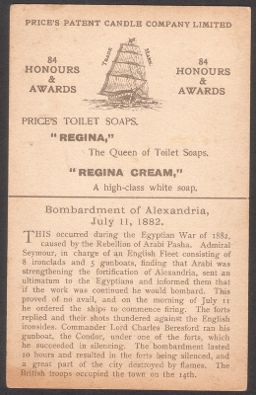 PRICE'S PATENT CANDLE COMPANY LIMITED
TRADE MARK
84
HONOURS
&
AWARDS
84
HONOURS
&
AWARDS
PRICE'S TOILET SOAPS.
"REGINA,"
The Queen of Toilet Soaps.
"REGINA CREAM,"
A high-class white soap.
Bombardment of Alexandria,
July 11, 1882.
THIS occurred during the Egyptian War of 1882,
caused by the Rebellion of Arabi Pasha. Admiral
Seymour, in charge of an English Fleet consisting of
8 ironclads and 5 gunboats, finding that Arabi was
strengthening the fortification of Alexandria, sent an
ultimatum to the Egyptians and informed them that
if the work was continued he would bombard. This
proved of no avail, and on the morning of July 11
he ordered the ships to commence firing. The forts
replied and their shots thundered against the English
ironsides. Commander Lord Charles Beresford ran his
gunboat, the Condor, under one of the forts, which
he succeeded in silencing. The bombardment lasted
10 hours and resulted in the forts being silenced, and
a great part of the city destroyed by flames. The
British troops occupied the town on the 14th.